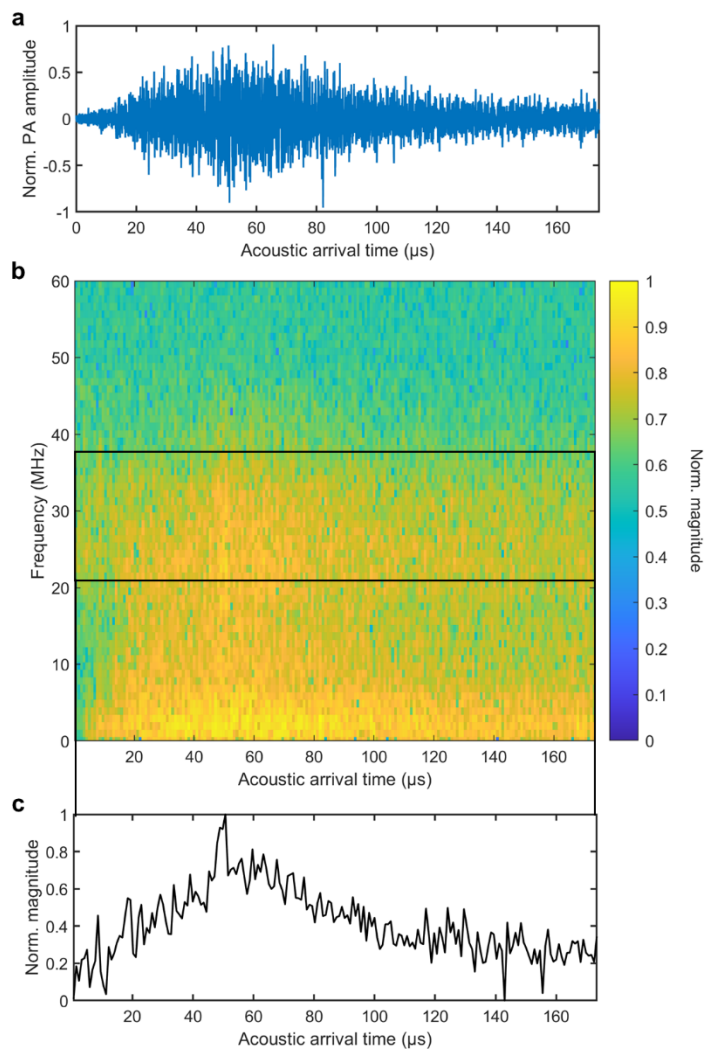 a
1
0.5
0
-0.5
-1
Norm. PA amplitude
0 20 40 60 80 100 120 140 160
Acoustic arrival time (µs)
b
60
50
40
30
20
10
0
Frequency (MHz)
20 40 60 80 100 120 140 160
Acoustic arrival time (µs)
1
0.9
0.8
0.7
0.6
0.5
0.4
0.3
0.2
0.1
0
Norm. magnitude
c
1
0.8
0.6
0.4
0.2
0
Norm. magnitude
20 40 60 80 100 120 140 160
Acoustic arrival time (µs)